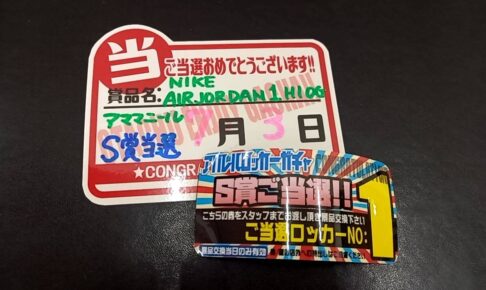 当
ご当選おめでとうございます!!
賞品名:
NIKE
AIRJORDAN1HIOG
アママニール
S賞当選
月3日
★CONGRA
アルルロッカーガチャ
S賞ご当選!!
こちらの券をスタッフまでお渡し頂き景品交換下さい
ご当選ロッカーNO:
1
景品交換当日のみ有効